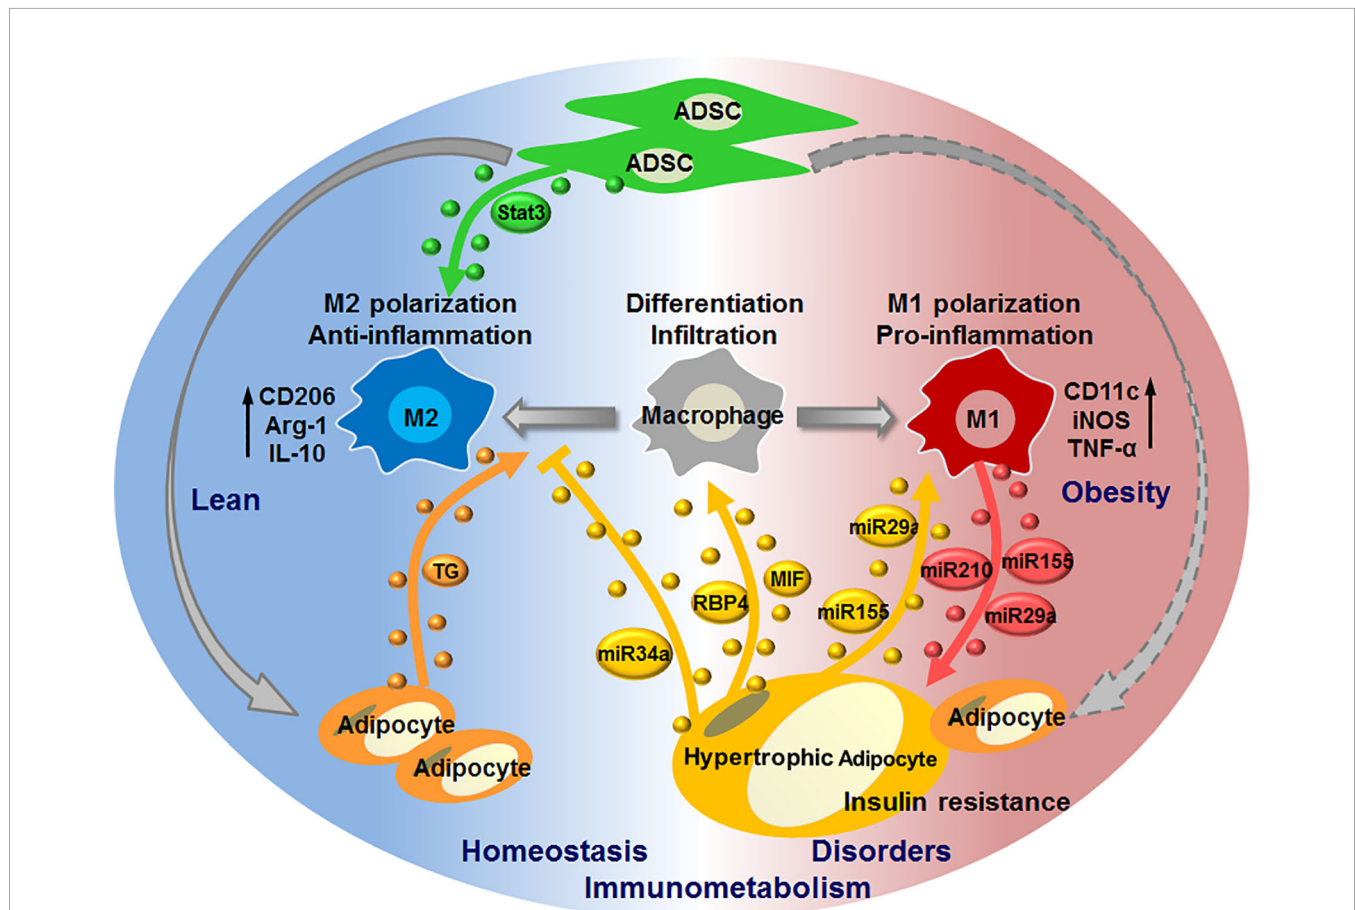 ADSC
ADSC
Stat3
M2 polarization
Anti-inflammation
Differentiation
Infiltration
M1 polarization
Pro-inflammation
CD206
Arg-1
IL-10
M2
Macrophage
M1
CD11c
iNOS
TNF-α
Lean
Obesity
TG
miR29a
miR210
miR155
MIF
RBP4
miR155
miR29a
miR34a
Adipocyte
Adipocyte
Hypertrophic Adipocyte
Adipocyte
Insulin resistance
Homeostasis
Disorders
Immunometabolism